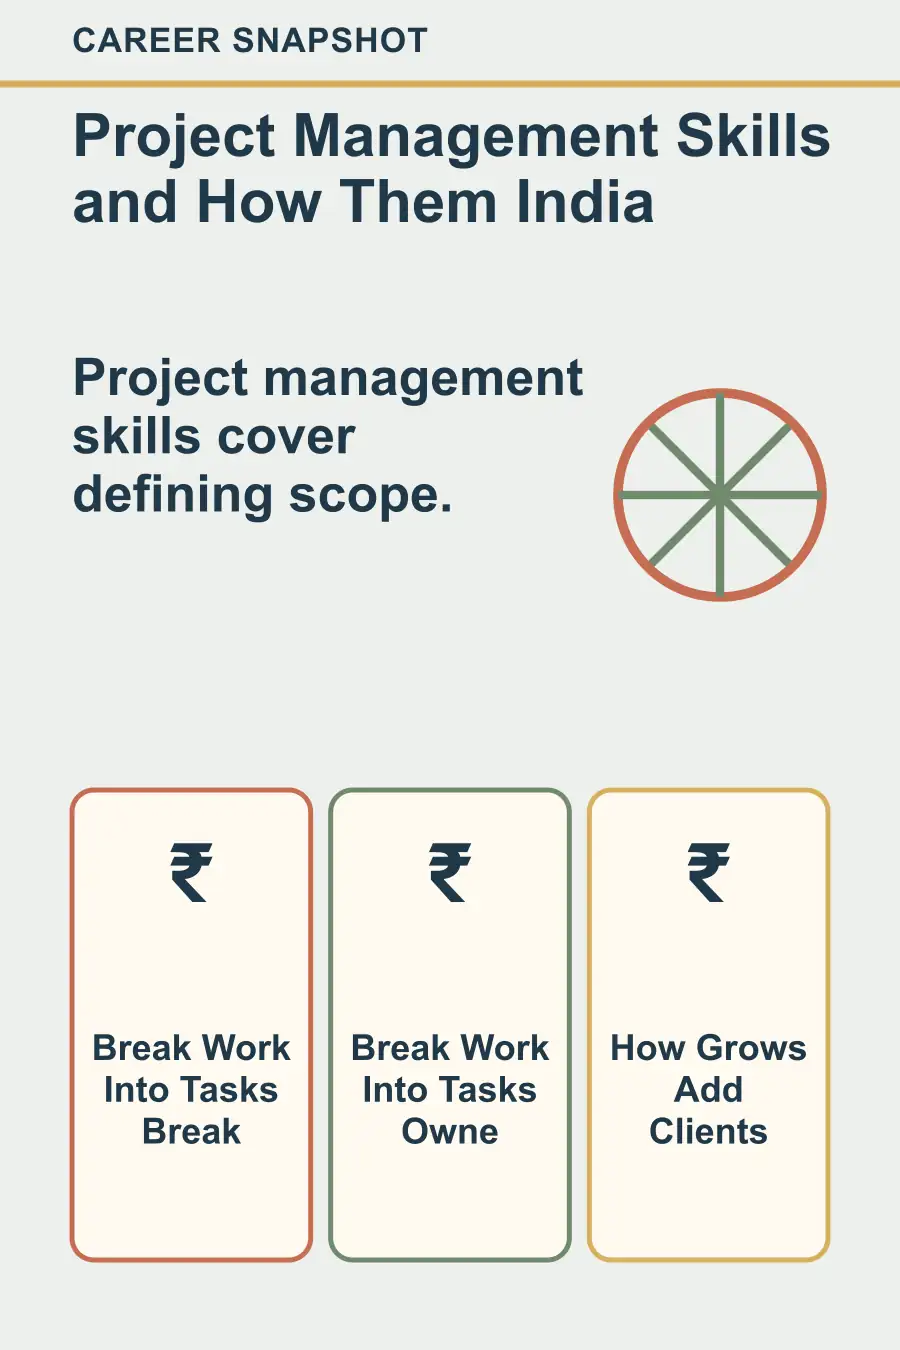 CAREER SNAPSHOT
Project Management Skills
and How Them India
Project management
skills cover
defining scope.
₹
Break Work
Into Tasks
Break
₹
Break Work
Into Tasks
Owne
₹
How Grows
Add
Clients